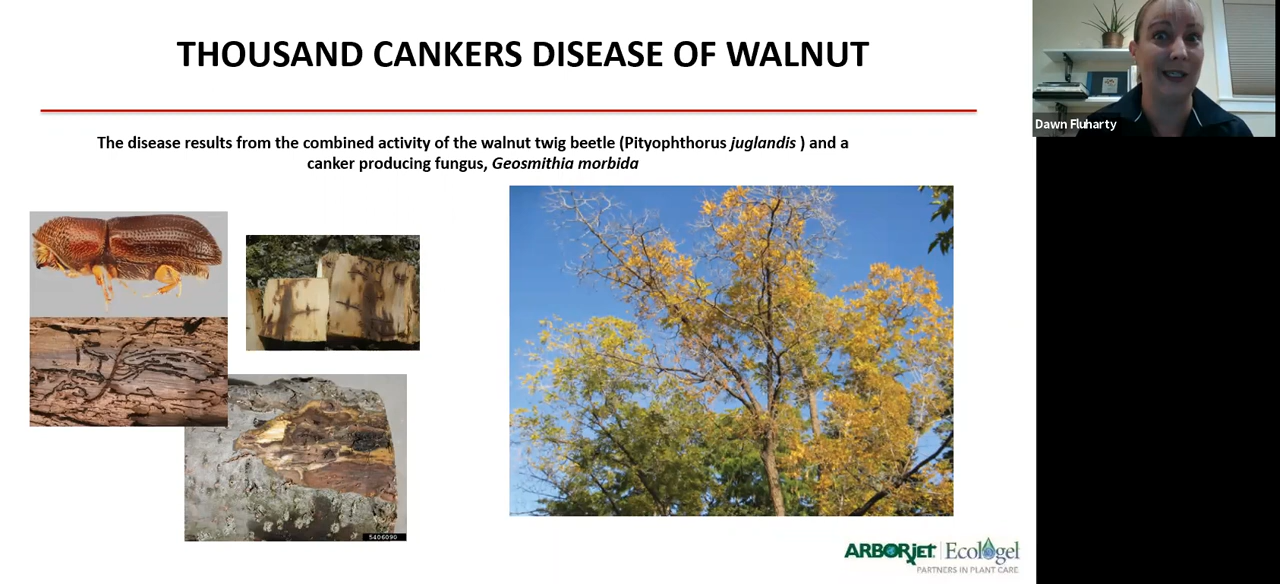 THOUSAND CANKERS DISEASE OF WALNUT
The disease results from the combined activity of the walnut twig beetle (Pityophthorus juglandis ) and a
canker producing fungus, Geosmithia morbida
Dawn Fluharty
5406090
ARBORjet | Ecologel
PARTNERS IN PLANT CARE